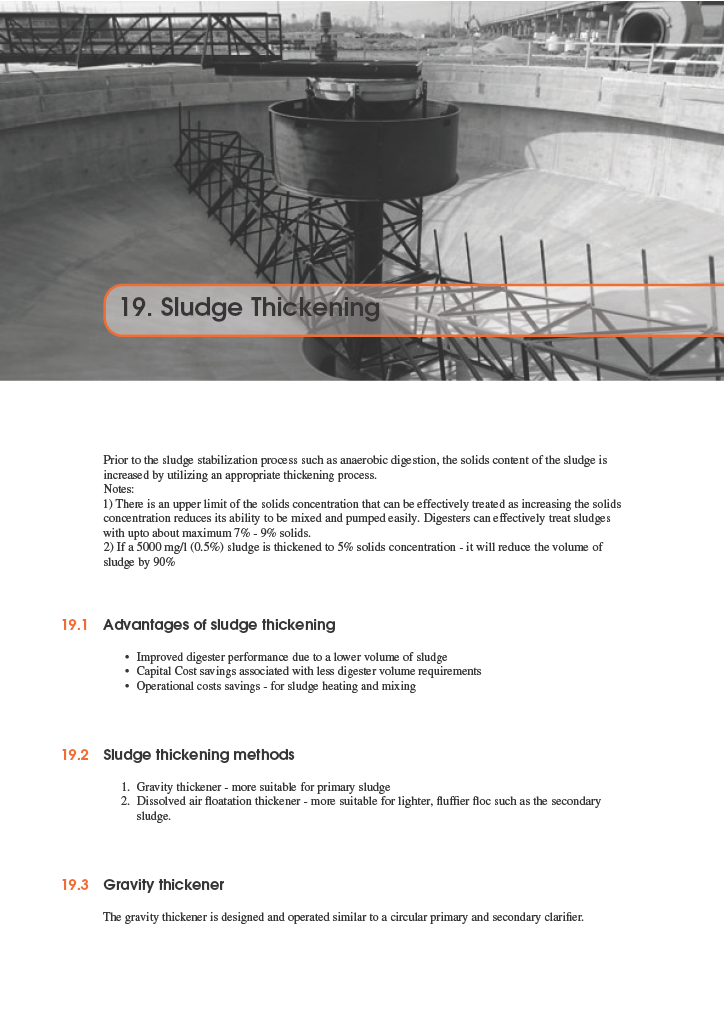 19. Sludge Thickening
Prior to the sludge stabilization process such as anaerobic digestion, the solids content of the sludge is
increased by utilizing an appropriate thickening process.
Notes:
1) There is an upper limit of the solids concentration that can be effectively treated as increasing the solids
concentration reduces its ability to be mixed and pumped easily. Digesters can effectively treat sludges
with upto about maximum 7% - 9% solids.
2) If a 5000 mg/l (0.5%) sludge is thickened to 5% solids concentration - it will reduce the volume of
sludge by 90%
19.1 Advantages of sludge thickening
• Improved digester performance due to a lower volume of sludge
• Capital Cost savings associated with less digester volume requirements
• Operational costs savings - for sludge heating and mixing
19.2 Sludge thickening methods
1. Gravity thickener - more suitable for primary sludge
2. Dissolved air floatation thickener - more suitable for lighter, fluffier floc such as the secondary
sludge.
19.3 Gravity thickener
The gravity thickener is designed and operated similar to a circular primary and secondary clarifier.